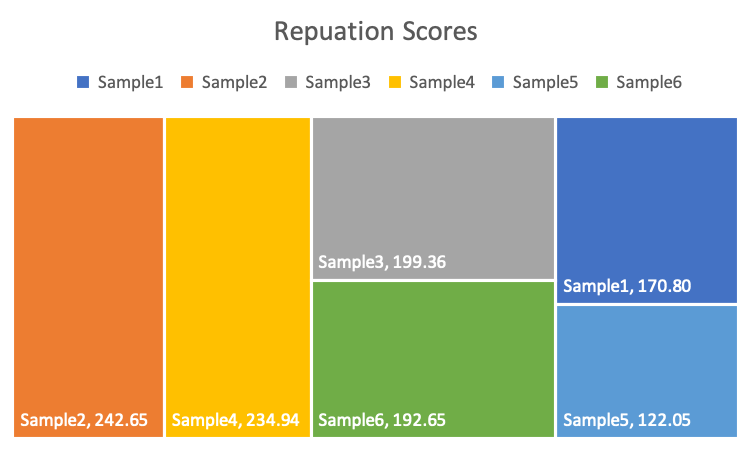 Repuation Scores
Sample1 Sample2 Sample3 Sample4 Sample5 Sample6
Sample3, 199.36
Sample1, 170.80
Sample2, 242.65 Sample4, 234.94 Sample6, 192.65 Sample5, 122.05